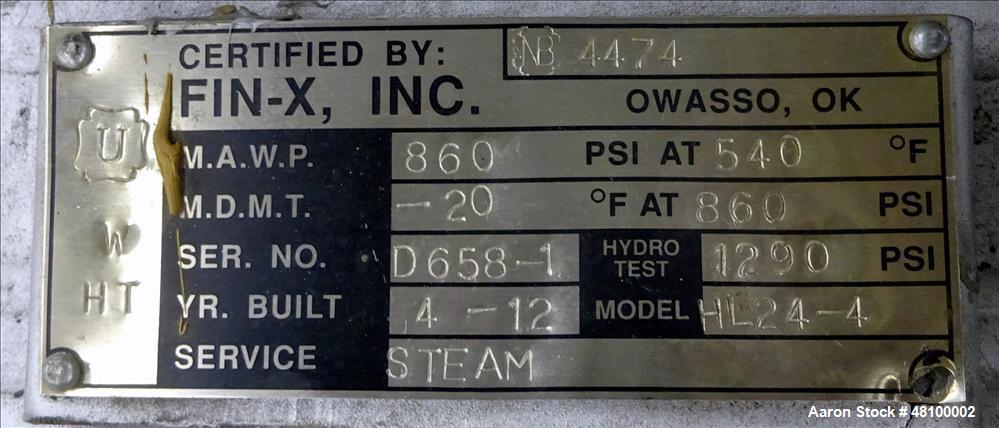 CERTIFIED BY: NB 4474
FIN-X, INC. OWASSO, OK
U
M.A.W.P. 860 PSI AT 540 °F
M.D.M.T. -20 °F AT 860 PSI
W
SER. NO. D658-1 HYDRO TEST 1290 PSI
HT
YR. BUILT 4-12 MODEL HL24-4
SERVICE STEAM
Aaron Stock # 48100002